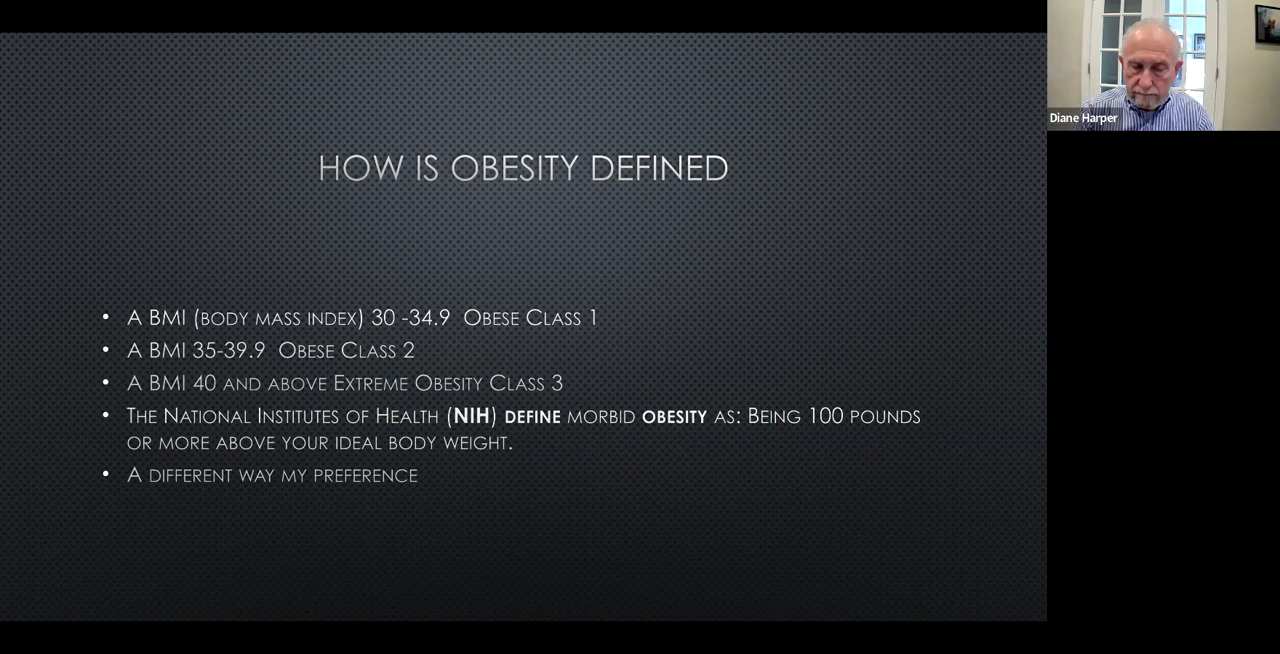 HOW IS OBESITY DEFINED
• A BMI (BODY MASS INDEX) 30 -34.9 OBESE CLASS 1
• A BMI 35-39.9 OBESE CLASS 2
• A BMI 40 AND ABOVE EXTREME OBESITY CLASS 3
• THE NATIONAL INSTITUTES OF HEALTH (NIH) DEFINE MORBID OBESITY AS: BEING 100 POUNDS
OR MORE ABOVE YOUR IDEAL BODY WEIGHT.
• A DIFFERENT WAY MY PREFERENCE
Diane Harper